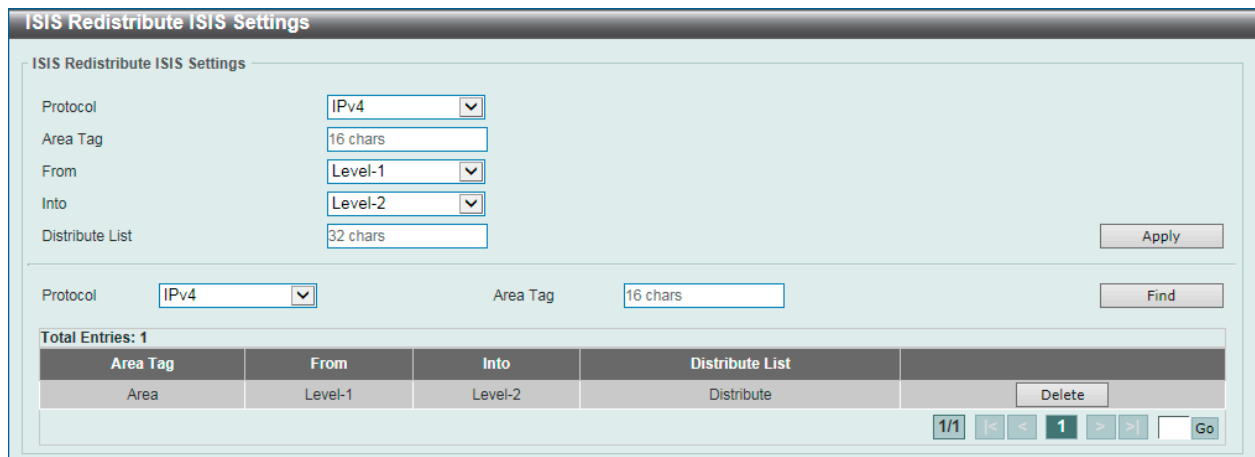 ISIS Redistribute ISIS Settings
ISIS Redistribute ISIS Settings
Protocol IPv4
Area Tag 16 chars
From Level-1
Into Level-2
Distribute List 32 chars Apply
Protocol IPv4 Area Tag 16 chars Find
Total Entries: 1
Area Tag From Into Distribute List
Area Level-1 Level-2 Distribute Delete
1/1 |< < 1 > >| Go